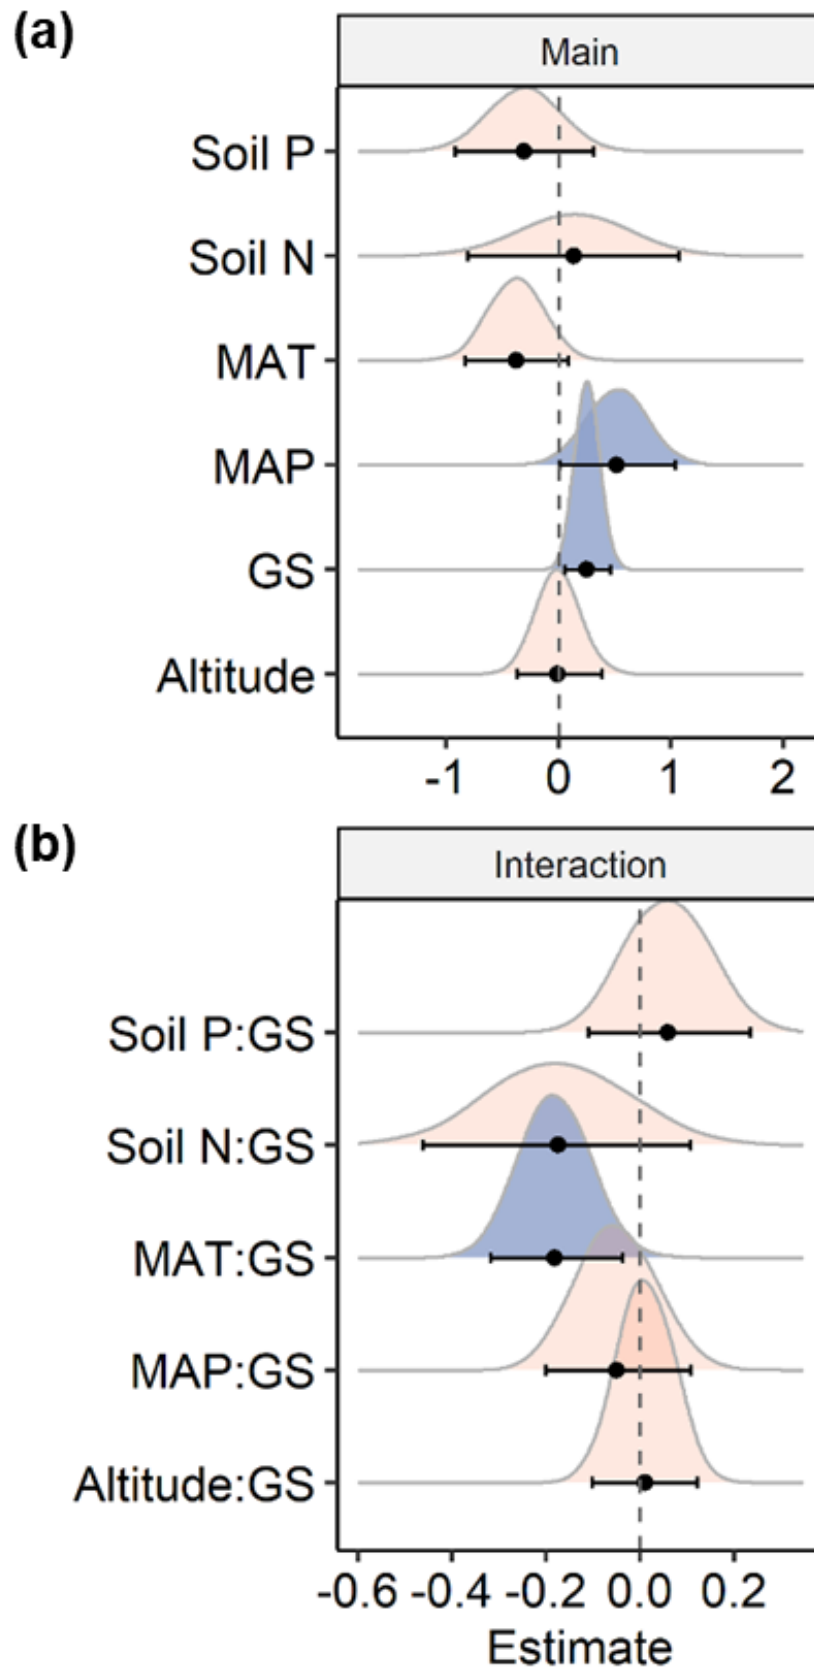 (a)
Main
Soil P
Soil N
MAT
MAP
GS
Altitude
-1 0 1 2
(b)
Interaction
Soil P:GS
Soil N:GS
MAT:GS
MAP:GS
Altitude:GS
-0.6 -0.4 -0.2 0.0 0.2
Estimate